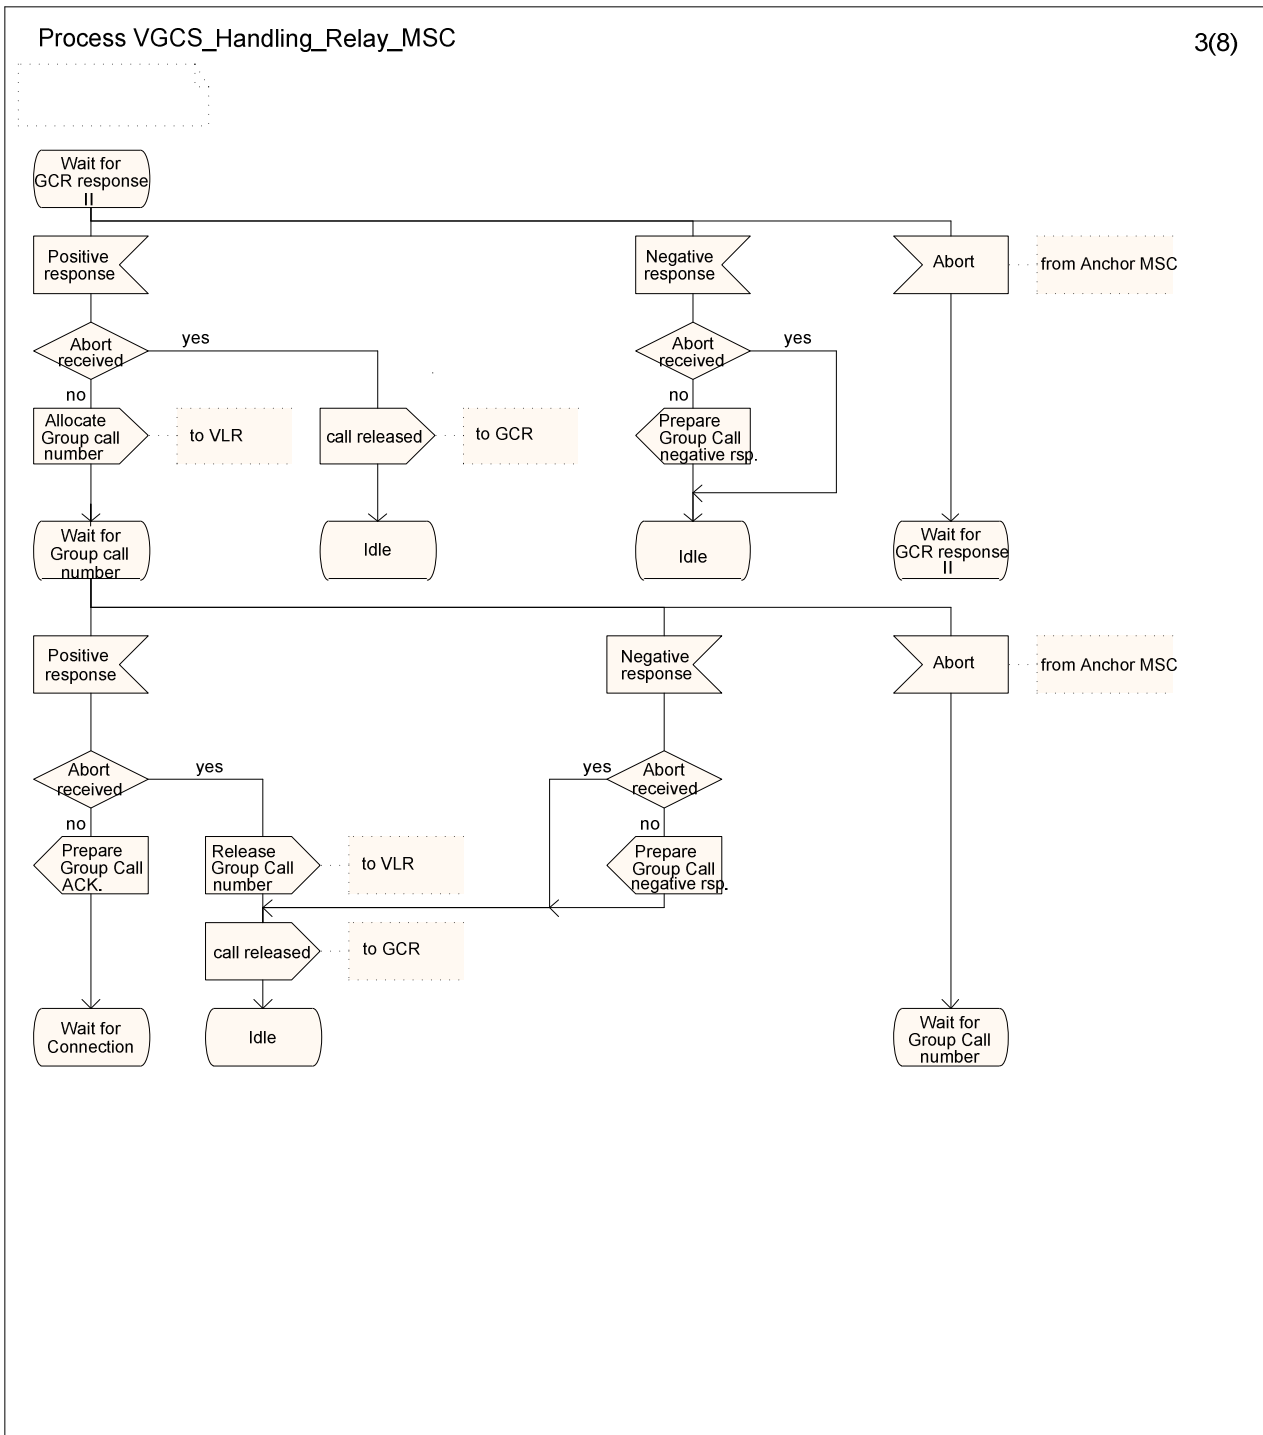 Process VGCS_Handling_Relay_MSC
3(8)
Wait for
GCR response
II
Positive
response
Negative
response
Abort
from Anchor MSC
Abort
received
yes
no
Abort
received
yes
no
Allocate
Group call
number
to VLR
call released
to GCR
Prepare
Group Call
negative rsp.
Wait for
Group call
number
Idle
Idle
Wait for
GCR response
II
Positive
response
Negative
response
Abort
from Anchor MSC
Abort
received
yes
no
yes
Abort
received
no
Prepare
Group Call
ACK.
Release
Group Call
number
to VLR
Prepare
Group Call
negative rsp.
call released
to GCR
Wait for
Connection
Idle
Wait for
Group Call
number